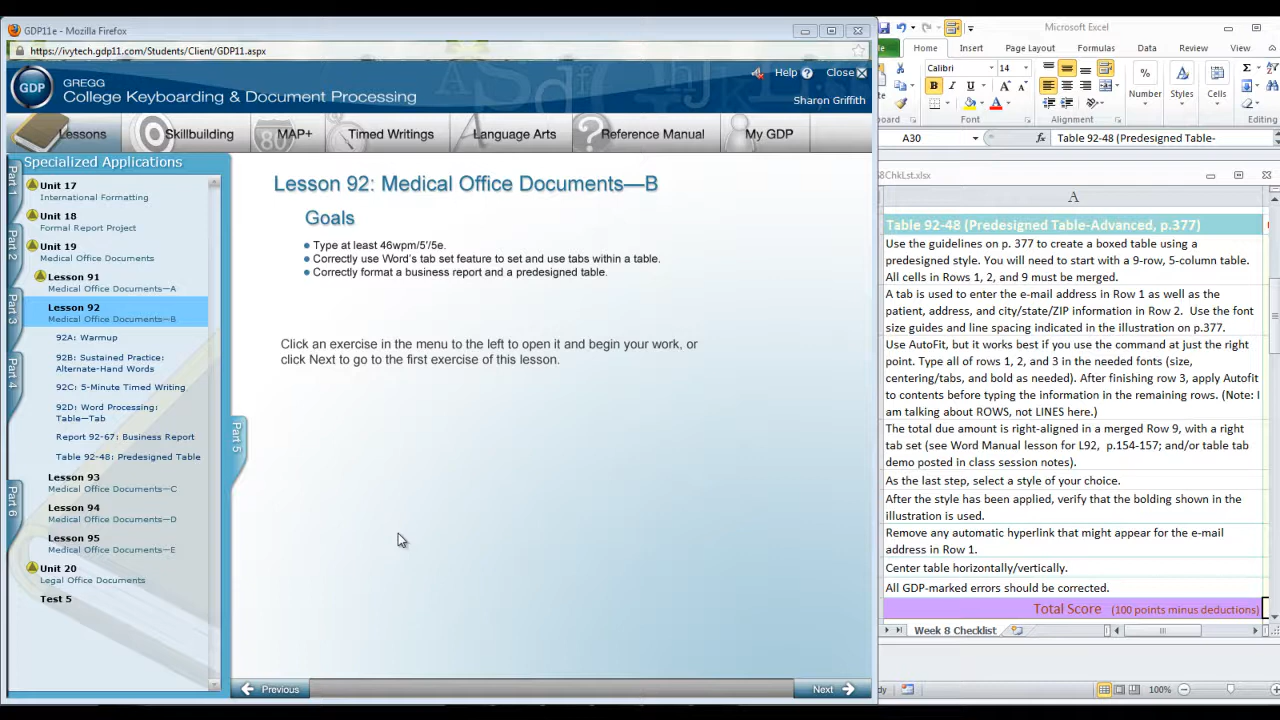 GDP11e - Mozilla Firefox
https://ivytech.gdp11.com/Students/Client/GDP11.aspx
GDP
GREGG
College Keyboarding & Document Processing
Help ? Close
Sharon Griffith
Lessons
Skillbuilding
MAP+
Timed Writings
Language Arts
Reference Manual
My GDP
Specialized Applications
Part 1
Part 2
Part 3
Part 4
Part 5
Part 6
Unit 17
International Formatting
Unit 18
Formal Report Project
Unit 19
Medical Office Documents
Lesson 91
Medical Office Documents—A
Lesson 92
Medical Office Documents—B
92A: Warmup
92B: Sustained Practice:
Alternate-Hand Words
92C: 5-Minute Timed Writing
92D: Word Processing:
Table—Tab
Report 92-67: Business Report
Table 92-48: Predesigned Table
Lesson 93
Medical Office Documents—C
Lesson 94
Medical Office Documents—D
Lesson 95
Medical Office Documents—E
Unit 20
Legal Office Documents
Test 5
Lesson 92: Medical Office Documents—B
Goals
Type at least 46wpm/5'/5e.
Correctly use Word's tab set feature to set and use tabs within a table.
Correctly format a business report and a predesigned table.
Click an exercise in the menu to the left to open it and begin your work, or
click Next to go to the first exercise of this lesson.
Previous
Next
Microsoft Excel
Home Insert Page Layout Formulas Data Review View
Calibri 14
B I U
Number Styles Cells
Font Alignment Editing
A30 fx Table 92-48 (Predesigned Table-
8ChkLst.xlsx
A
Table 92-48 (Predesigned Table-Advanced, p.377)
Use the guidelines on p. 377 to create a boxed table using a
predesigned style. You will need to start with a 9-row, 5-column table.
All cells in Rows 1, 2, and 9 must be merged.
A tab is used to enter the e-mail address in Row 1 as well as the
patient, address, and city/state/ZIP information in Row 2.  Use the font
size guides and line spacing indicated in the illustration on p.377.
Use AutoFit, but it works best if you use the command at just the right
point. Type all of rows 1, 2, and 3 in the needed fonts (size,
centering/tabs, and bold as needed). After finishing row 3, apply Autofit
to contents before typing the information in the remaining rows. (Note: I
am talking about ROWS, not LINES here.)
The total due amount is right-aligned in a merged Row 9, with a right
tab set (see Word Manual lesson for L92,  p.154-157; and/or table tab
demo posted in class session notes).
As the last step, select a style of your choice.
After the style has been applied, verify that the bolding shown in the
illustration is used.
Remove any automatic hyperlink that might appear for the e-mail
address in Row 1.
Center table horizontally/vertically.
All GDP-marked errors should be corrected.
Total Score (100 points minus deductions)
Week 8 Checklist
100%